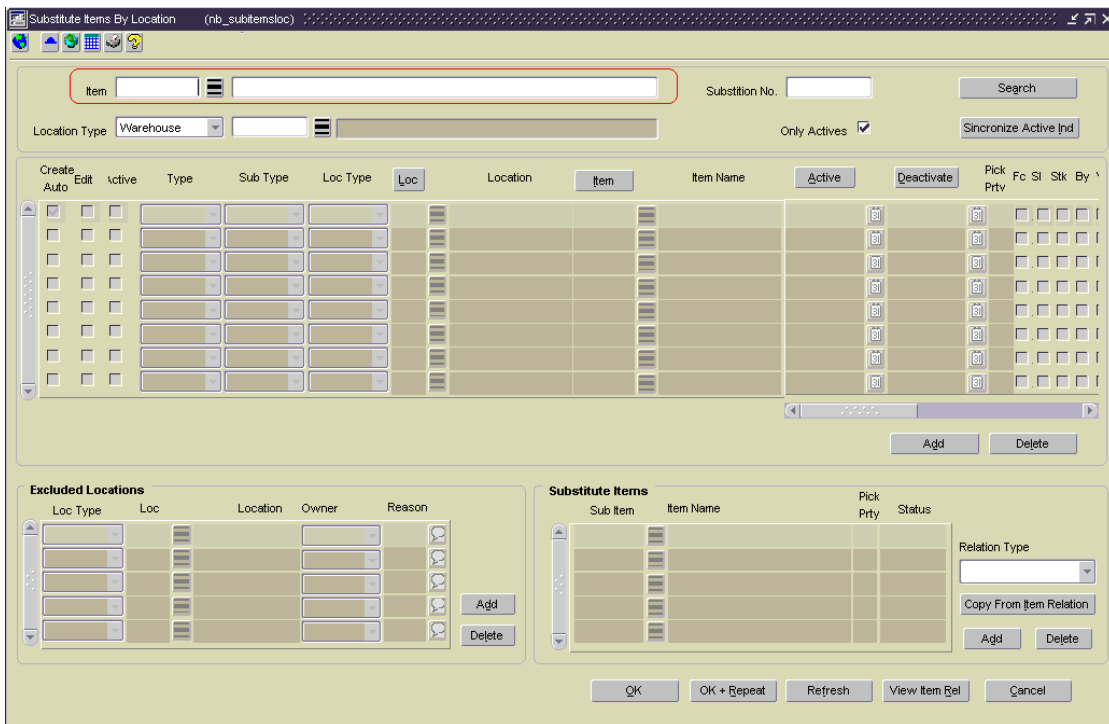 Substitute Items By Location (nb_subitemsloc)
Item Substition No. Search
Location Type Warehouse Only Actives Sincronize Active Ind
Create Auto Edit Active Type Sub Type Loc Type Loc Location Item Item Name Active Deactivate Pick Prty Fc Sl Stk By
Add Delete
Excluded Locations
Loc Type Loc Location Owner Reason
Add
Delete
Substitute Items
Sub Item Item Name Pick Prty Status
Relation Type
Copy From Item Relation
Add Delete
OK OK + Repeat Refresh View Item Rel Cancel